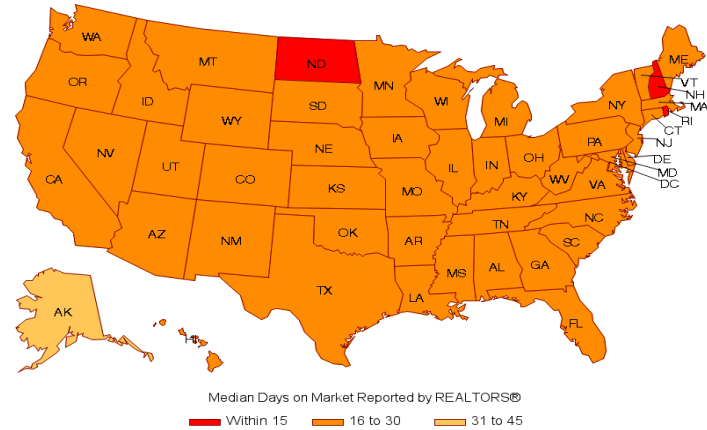 WA
MT
ND
MN
ME
VT
NH
MA
RI
CT
NJ
DE
MD
DC
OR
ID
WY
SD
WI
MI
NY
PA
NV
UT
CO
NE
IA
IL
IN
OH
WV
VA
CA
KS
MO
KY
AZ
NM
OK
AR
TN
NC
SC
TX
LA
MS
AL
GA
FL
AK
HI
Median Days on Market Reported by REALTORS®
Within 15 16 to 30 31 to 45